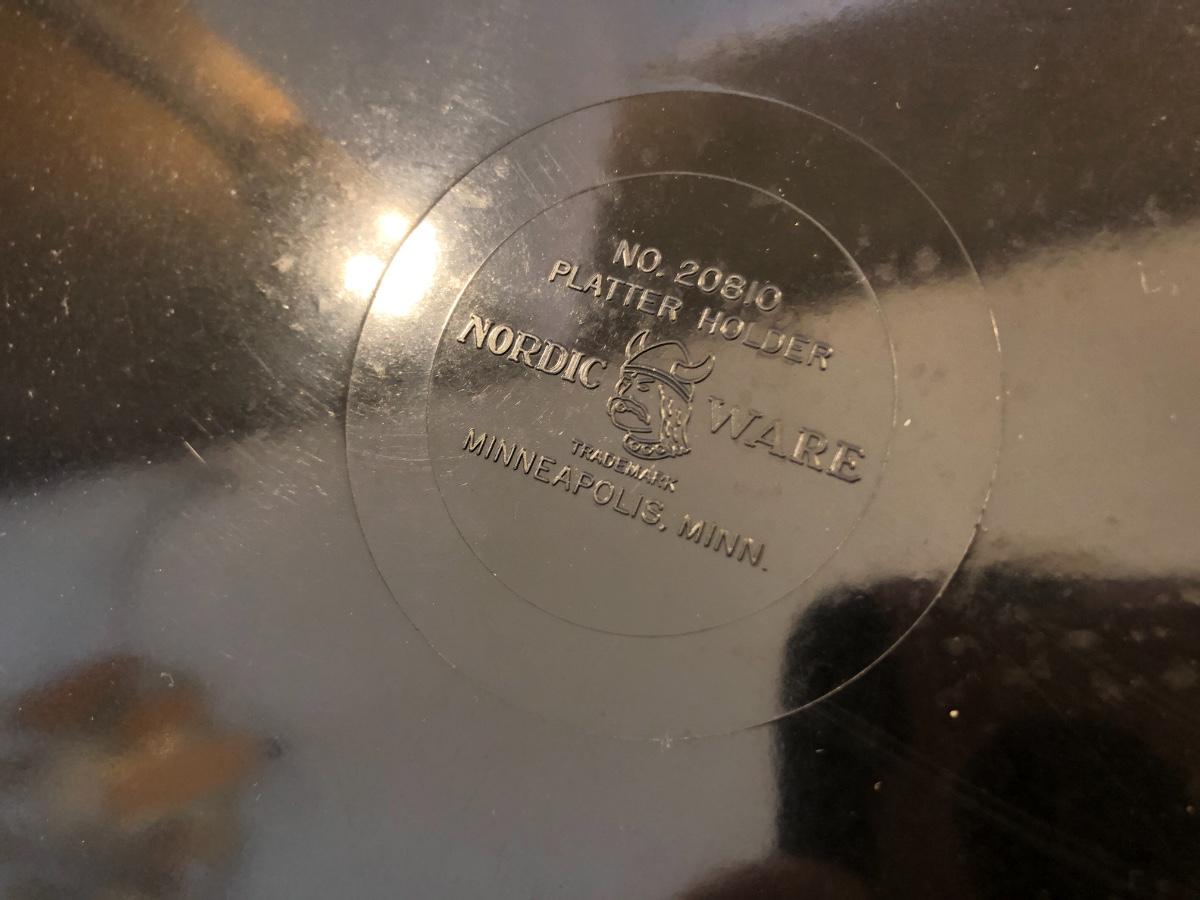 NO. 20810
PLATTER HOLDER
NORDIC WARE
TRADEMARK
MINNEAPOLIS, MINN.